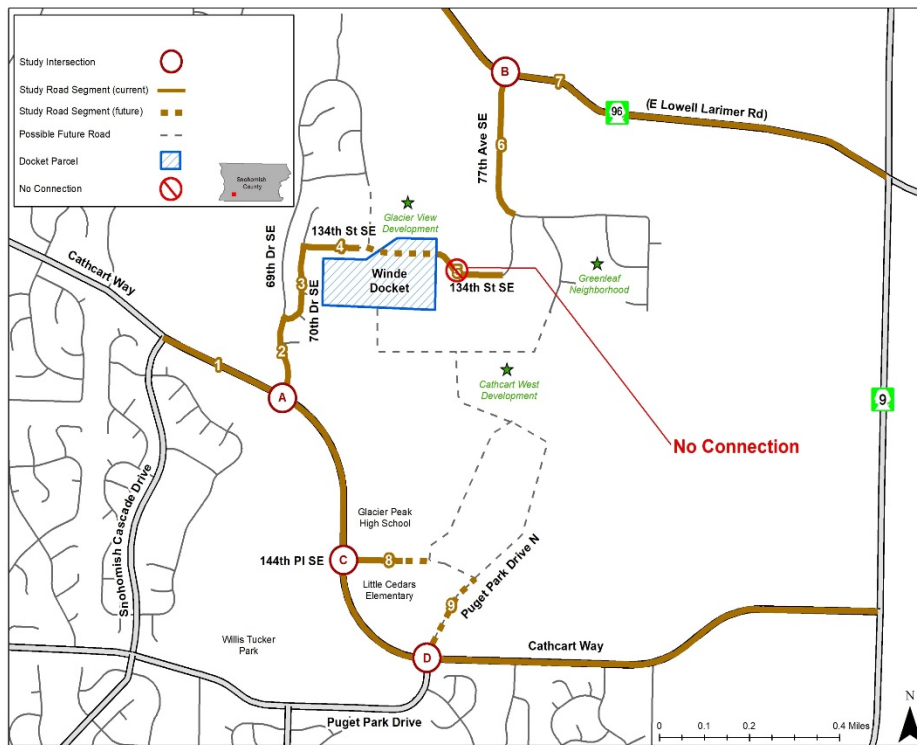 Study Intersection
Study Road Segment (current)
Study Road Segment (future)
Possible Future Road
Docket Parcel
No Connection
Snohomish
County
B
7
(E Lowell Larimer Rd)
96
77th Ave SE
6
Glacier View
Development
134th St SE
4
69th Dr SE
Greenleaf
Neighborhood
Cathcart Way
Winde
Docket
134th St SE
3
70th Dr SE
2
1
A
Cathcart West
Development
9
No Connection
Snohomish Cascade Drive
Glacier Peak
High School
144th Pl SE
C
8
Little Cedars
Elementary
Puget Park Drive N
9
Willis Tucker
Park
D
Cathcart Way
Puget Park Drive
N
0
0.1
0.2
0.4 Miles